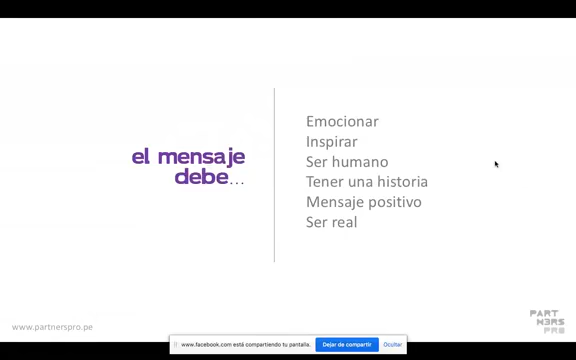 el mensaje
debe...
Emocionar
Inspirar
Ser humano
Tener una historia
Mensaje positivo
Ser real
www.partnerspro.pe
PART
N3RS
PRO
www.facebook.com está compartiendo tu pantalla.
Dejar de compartir
Ocultar